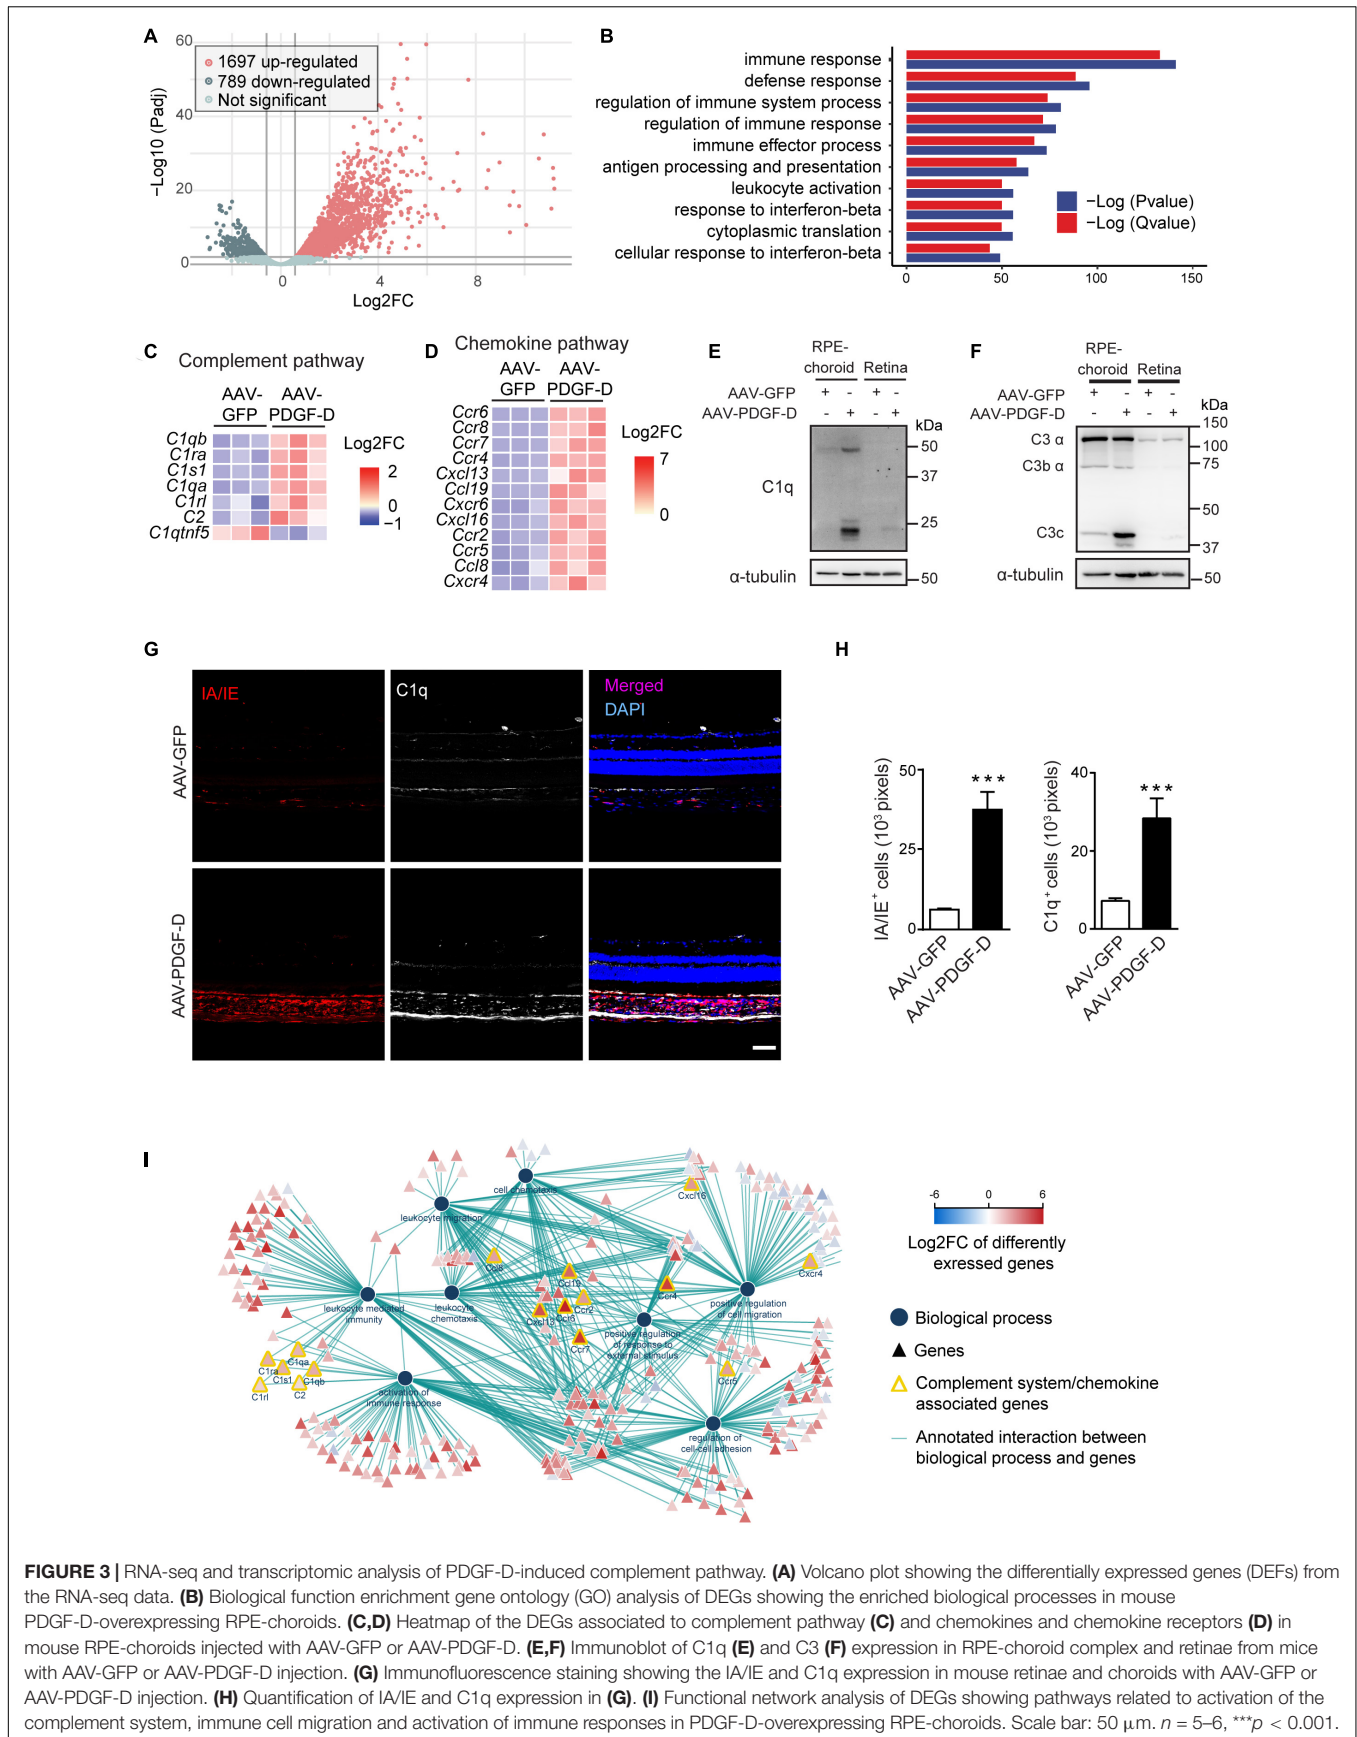 A
60
40
20
0
−Log10 (Padj)
1697 up-regulated
789 down-regulated
Not significant
0 4 8
Log2FC
B
immune response
defense response
regulation of immune system process
regulation of immune response
immune effector process
antigen processing and presentation
leukocyte activation
response to interferon-beta
cytoplasmic translation
cellular response to interferon-beta
−Log (Pvalue)
−Log (Qvalue)
0 50 100 150
C
Complement pathway
AAV- AAV-
GFP PDGF-D
C1qb
C1ra
C1s1
C1qa
C1rl
C2
C1qtnf5
Log2FC
2
0
−1
D
Chemokine pathway
AAV- AAV-
GFP PDGF-D
Ccr6
Ccr8
Ccr7
Ccr4
Cxcl13
Ccl19
Cxcr6
Cxcl16
Ccr2
Ccr5
Ccl8
Cxcr4
Log2FC
7
0
E
RPE-
choroid Retina
AAV-GFP + - + -
AAV-PDGF-D - + - +
kDa
50
37
C1q
25
α-tubulin
50
F
RPE-
choroid Retina
AAV-GFP + - + -
AAV-PDGF-D - + - +
kDa
150
C3 α
100
C3b α
75
50
C3c
37
α-tubulin
50
G
AAV-GFP
IA/IE
C1q
Merged
DAPI
AAV-PDGF-D
H
IA/IE+ cells (10³ pixels)
50
25
0
***
AAV-GFP
AAV-PDGF-D
C1q+ cells (10³ pixels)
40
20
0
***
AAV-GFP
AAV-PDGF-D
I
cell chemotaxis
leukocyte migration
Cxcl16
Ccl8
Cxcr4
Ccl19
Ccr4
leukocyte mediated
immunity
leukocyte
chemotaxis
Ccr2
Cxcl13
Ccr6
positive regulation
of cell migration
positive regulation
of response to
external stimulus
Ccr7
C1qa
C1ra
C1s1
C1qb
C1rl
C2
Ccr5
activation of
immune response
regulation of
cell-cell adhesion
-6 0 6
Log2FC of differently
exressed genes
Biological process
Genes
Complement system/chemokine
associated genes
Annotated interaction between
biological process and genes
FIGURE 3 | RNA-seq and transcriptomic analysis of PDGF-D-induced complement pathway. (A) Volcano plot showing the differentially expressed genes (DEFs) from
the RNA-seq data. (B) Biological function enrichment gene ontology (GO) analysis of DEGs showing the enriched biological processes in mouse
PDGF-D-overexpressing RPE-choroids. (C,D) Heatmap of the DEGs associated to complement pathway (C) and chemokines and chemokine receptors (D) in
mouse RPE-choroids injected with AAV-GFP or AAV-PDGF-D. (E,F) Immunoblot of C1q (E) and C3 (F) expression in RPE-choroid complex and retinae from mice
with AAV-GFP or AAV-PDGF-D injection. (G) Immunofluorescence staining showing the IA/IE and C1q expression in mouse retinae and choroids with AAV-GFP or
AAV-PDGF-D injection. (H) Quantification of IA/IE and C1q expression in (G). (I) Functional network analysis of DEGs showing pathways related to activation of the
complement system, immune cell migration and activation of immune responses in PDGF-D-overexpressing RPE-choroids. Scale bar: 50 μm. n = 5–6, ***p < 0.001.